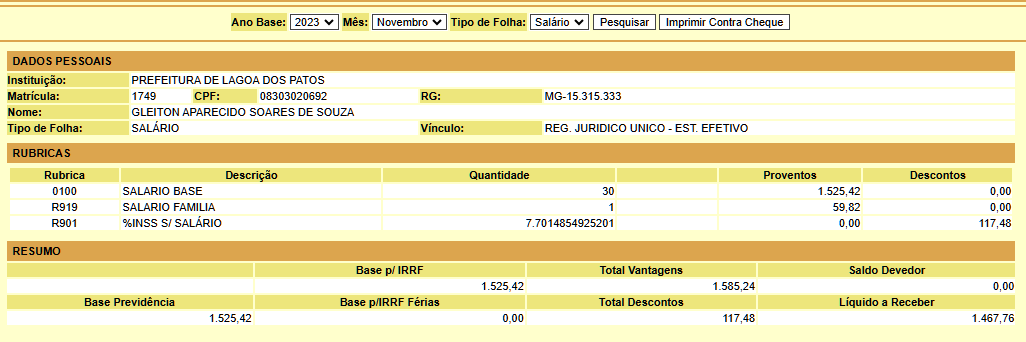 Ano Base: 2023 Mês: Novembro Tipo de Folha: Salário Pesquisar Imprimir Contra Cheque
DADOS PESSOAIS
Instituição: PREFEITURA DE LAGOA DOS PATOS
Matrícula: 1749 CPF: 08303020692 RG: MG-15.315.333
Nome: GLEITON APARECIDO SOARES DE SOUZA
Tipo de Folha: SALÁRIO Vínculo: REG. JURIDICO UNICO - EST. EFETIVO
RUBRICAS
Rubrica Descrição Quantidade Proventos Descontos
0100 SALARIO BASE 30 1.525,42 0,00
R919 SALARIO FAMILIA 1 59,82 0,00
R901 %INSS S/ SALÁRIO 7.7014854925201 0,00 117,48
RESUMO
Base p/ IRRF Total Vantagens Saldo Devedor
1.525,42 1.585,24 0,00
Base Previdência Base p/IRRF Férias Total Descontos Líquido a Receber
1.525,42 0,00 117,48 1.467,76